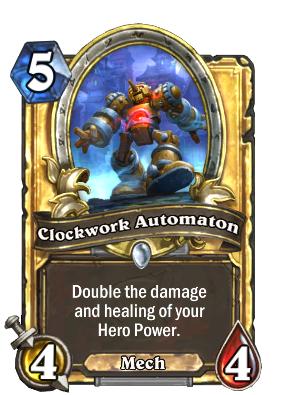 5
Clockwork Automaton
Double the damage
and healing of your
Hero Power.
4
Mech
4